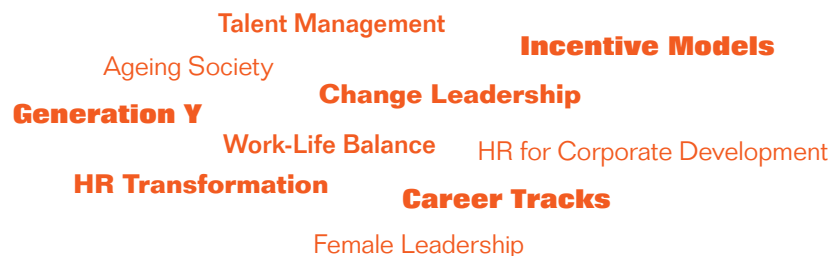 Talent Management
Incentive Models
Ageing Society
Change Leadership
Generation Y
Work-Life Balance
HR for Corporate Development
HR Transformation
Career Tracks
Female Leadership